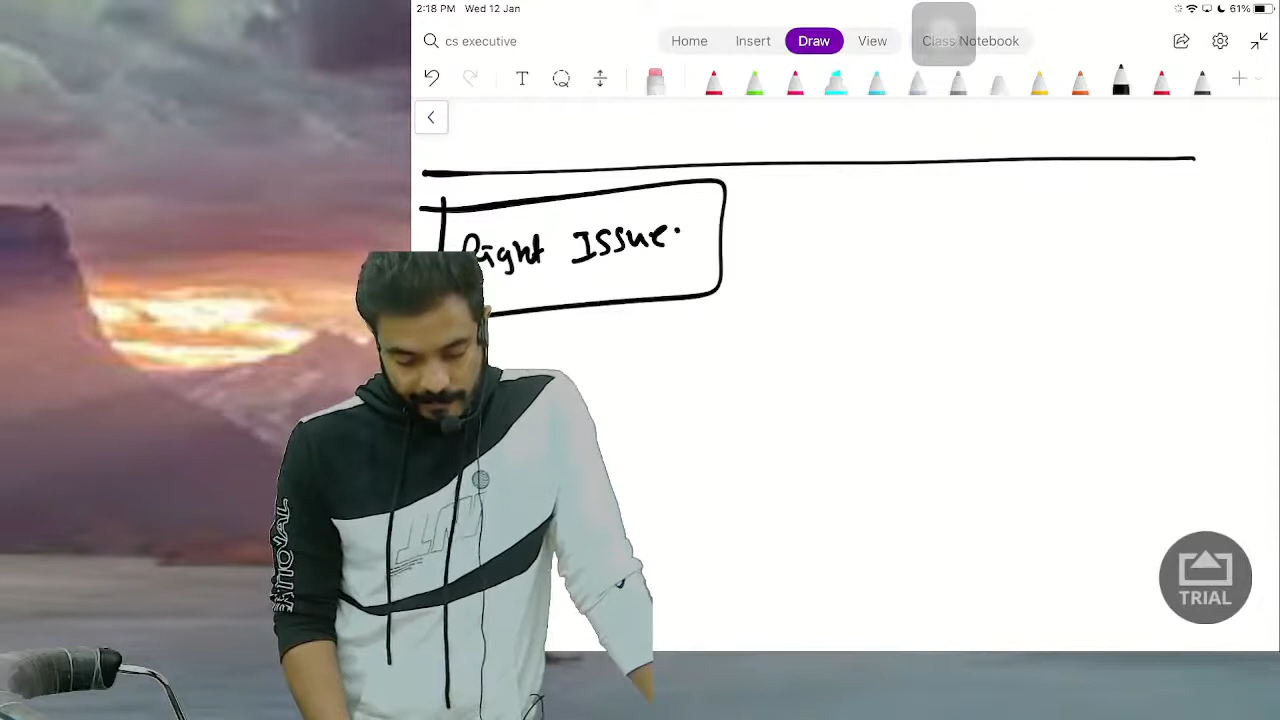 2:18 PM Wed 12 Jan
61%
cs executive
Home Insert Draw View Class Notebook
T
Right Issue.
TRIAL